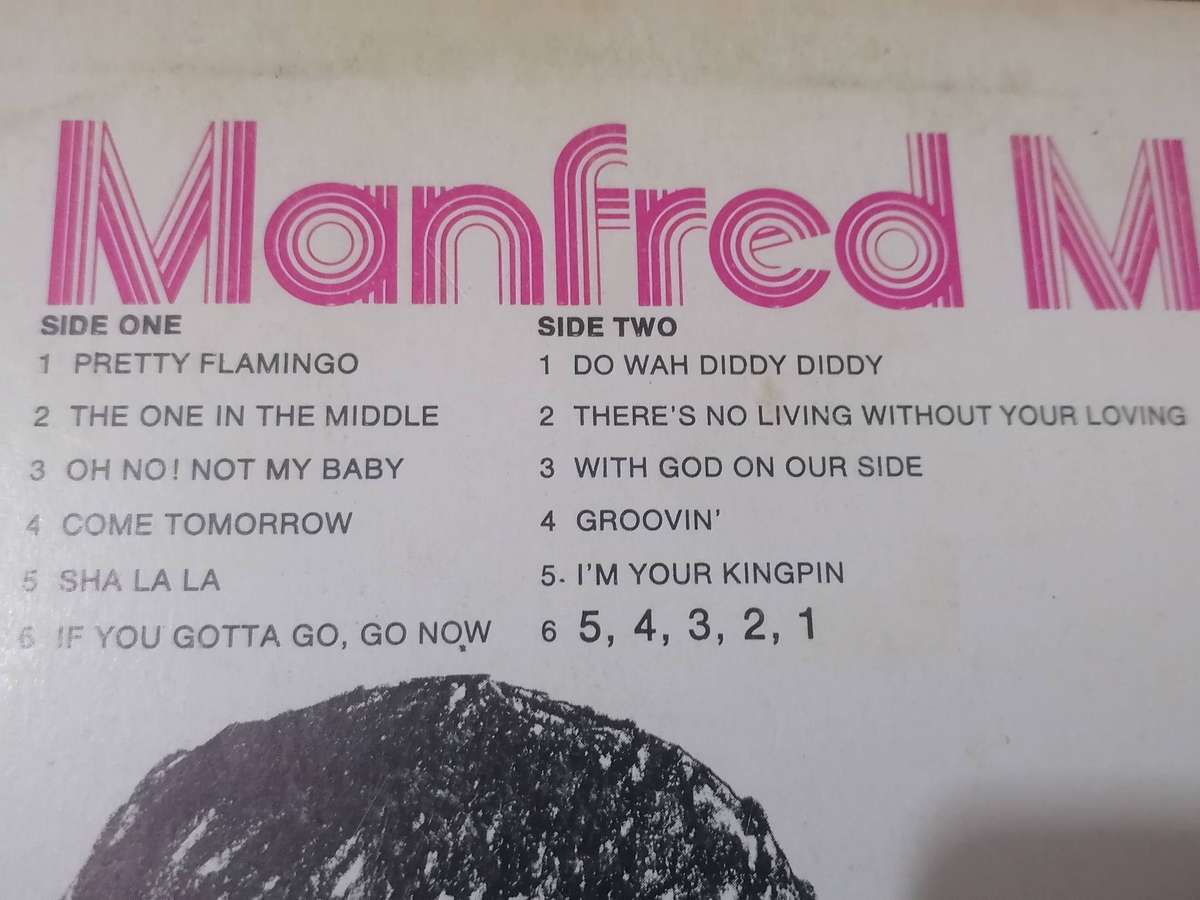 Manfred M
SIDE ONE
1 PRETTY FLAMINGO
2 THE ONE IN THE MIDDLE
3 OH NO! NOT MY BABY
4 COME TOMORROW
5 SHA LA LA
6 IF YOU GOTTA GO, GO NOW
SIDE TWO
1 DO WAH DIDDY DIDDY
2 THERE'S NO LIVING WITHOUT YOUR LOVING
3 WITH GOD ON OUR SIDE
4 GROOVIN'
5. I'M YOUR KINGPIN
6 5, 4, 3, 2, 1